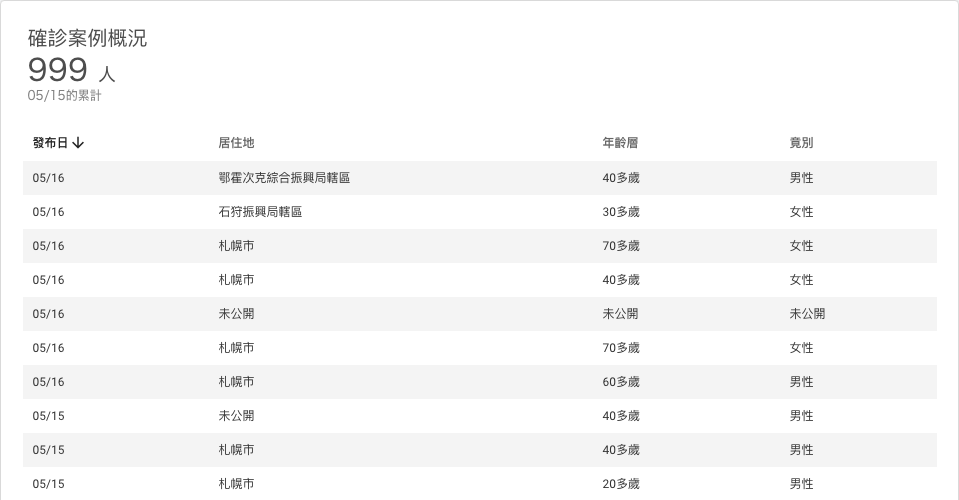 確診案例概況
999 人
05/15的累計
發布日 居住地 年齡層 竟別
05/16 鄂霍次克綜合振興局轄區 40多歲 男性
05/16 石狩振興局轄區 30多歲 女性
05/16 札幌市 70多歲 女性
05/16 札幌市 40多歲 女性
05/16 未公開 未公開 未公開
05/16 札幌市 70多歲 女性
05/16 札幌市 60多歲 男性
05/15 未公開 40多歲 男性
05/15 札幌市 40多歲 男性
05/15 札幌市 20多歲 男性